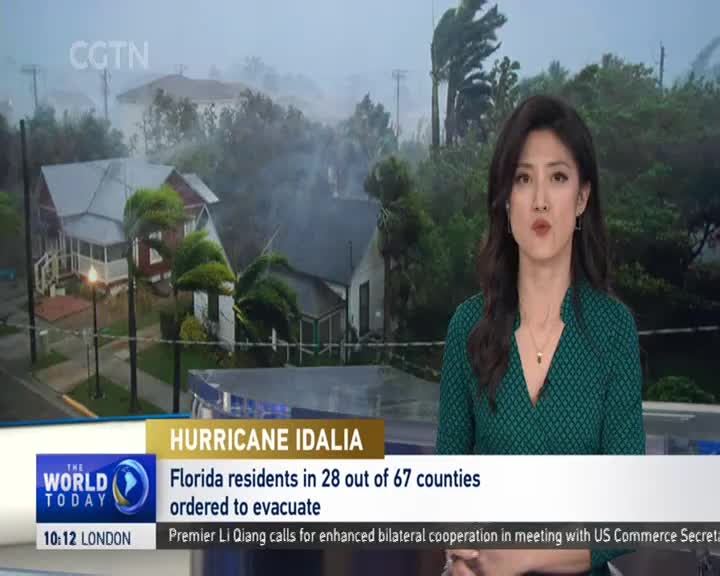 CGTN
HURRICANE IDALIA
Florida residents in 28 out of 67 counties
ordered to evacuate
THE
WORLD
TODAY
10:12 LONDON
Premier Li Qiang calls for enhanced bilateral cooperation in meeting with US Commerce Secreta